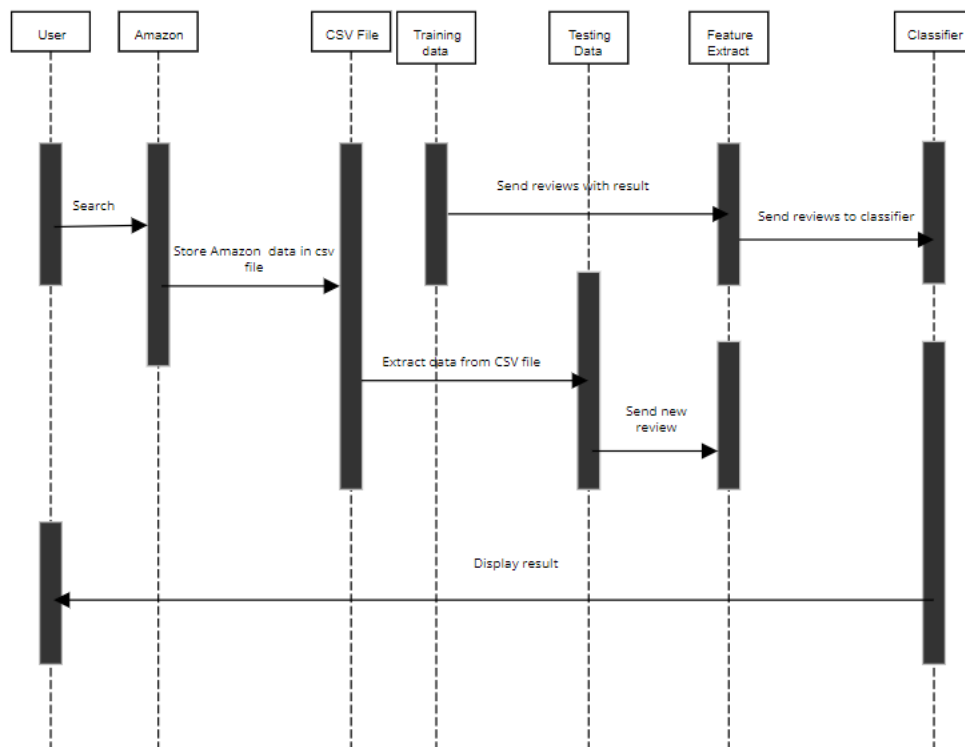 User
Amazon
CSV File
Training
data
Testing
Data
Feature
Extract
Classifier
Send reviews with result
Search
Send reviews to classifier
Store Amazon data in csv
file
Extract data from CSV file
Send new
review
Display result